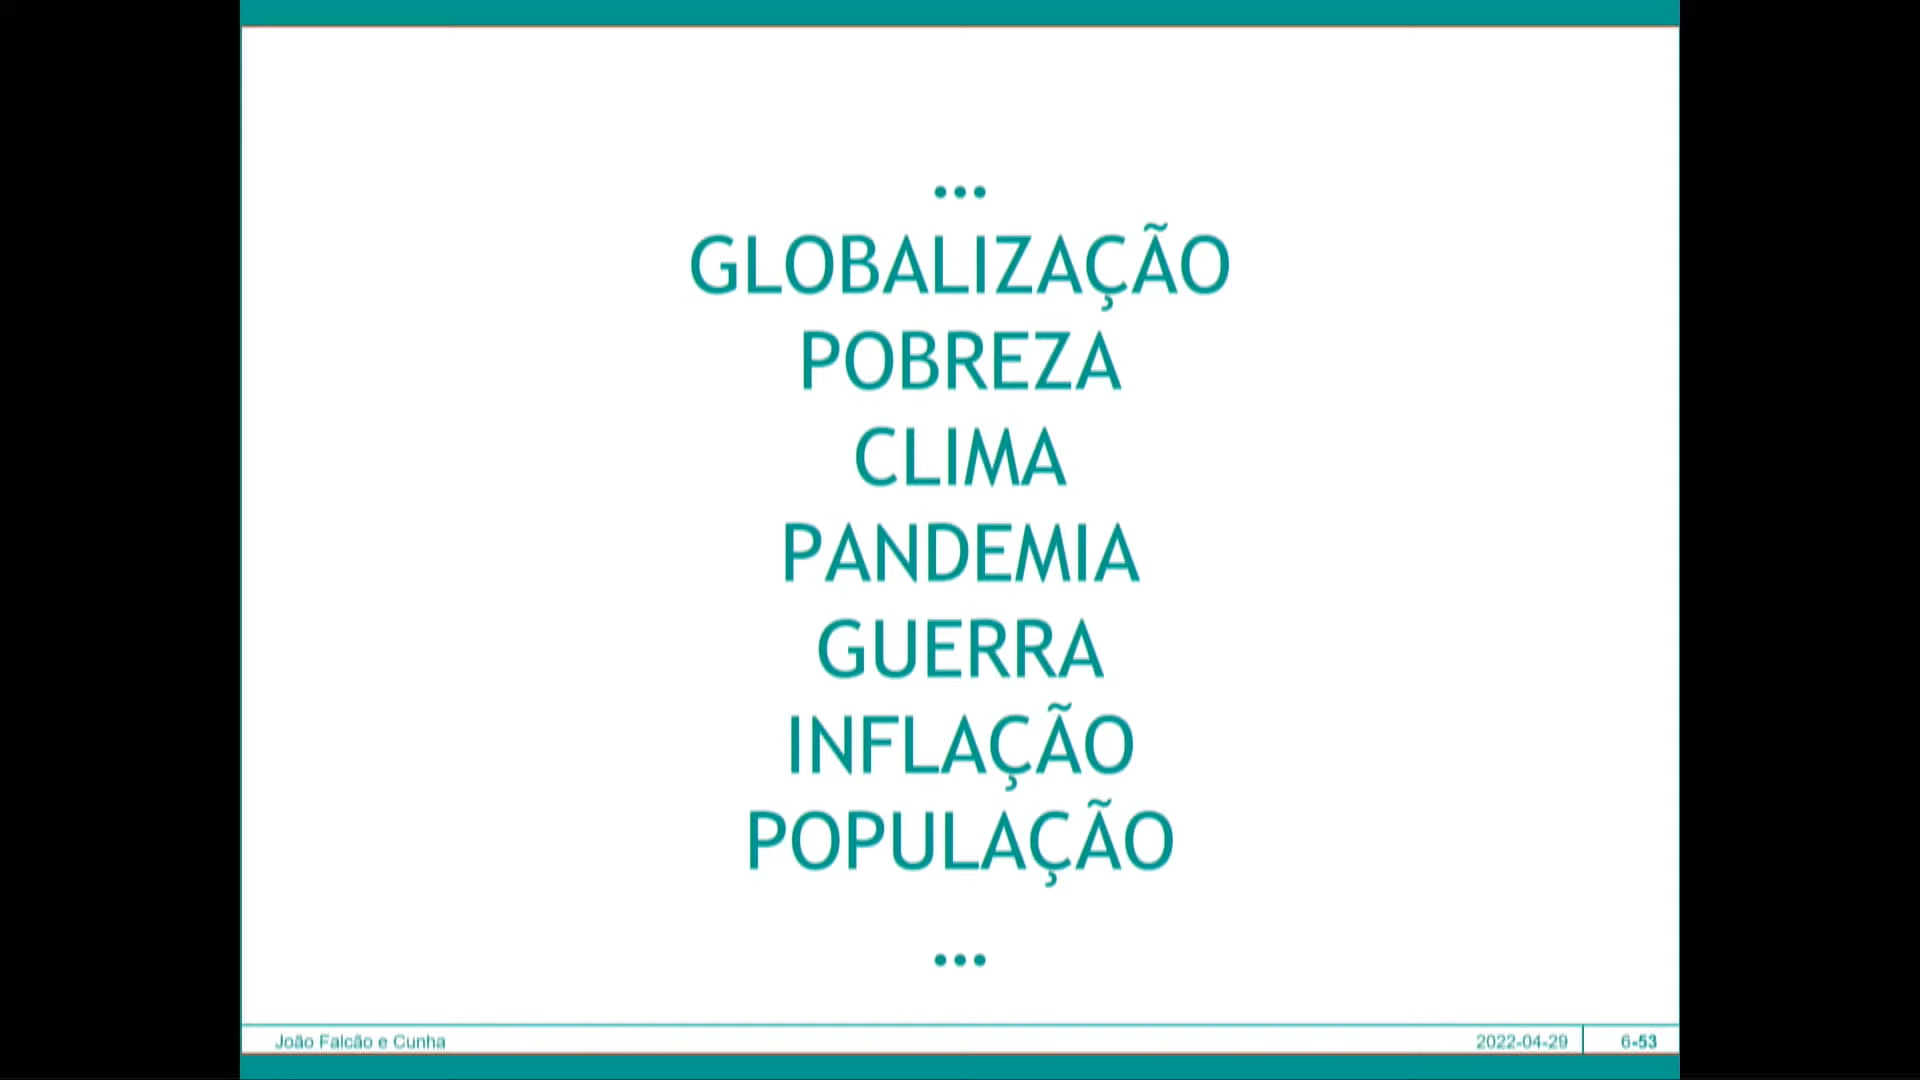 ...
GLOBALIZAÇÃO
POBREZA
CLIMA
PANDEMIA
GUERRA
INFLAÇÃO
POPULAÇÃO
...
João Falcão e Cunha 2022-04-29 6-53